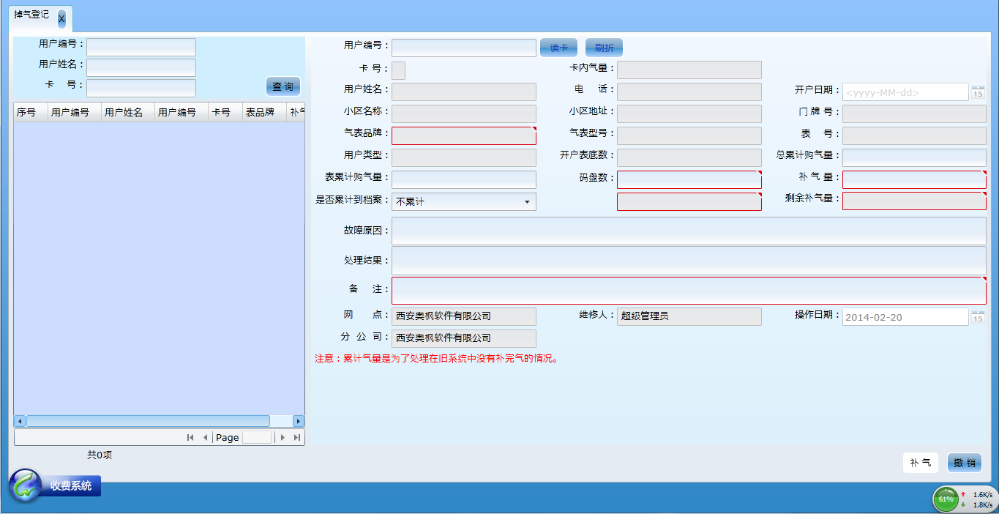 掉气登记 X
用户编号：
用户姓名：
卡 号：
查 询
序号 用户编号 用户姓名 用户编号 卡号 表品牌 补气
Page
共0项
用户编号： 读卡 刷折
卡 号： 卡内气量：
用户姓名： 电 话： 开户日期： <yyyy-MM-dd> 15
小区名称： 小区地址： 门 牌 号：
气表品牌： 气表型号： 表 号：
用户类型： 开户表底数： 总累计购气量：
表累计购气量： 码盘数： 补 气 量：
是否累计到档案： 不累计 剩余补气量：
故障原因：
处理结果：
备 注：
网 点： 西安奥枫软件有限公司 维修人： 超级管理员 操作日期： 2014-02-20 15
分 公 司： 西安奥枫软件有限公司
注意：累计气量是为了处理在旧系统中没有补完气的情况。
补 气 撤 销
收费系统
61% 1.6K/s
1.8K/s